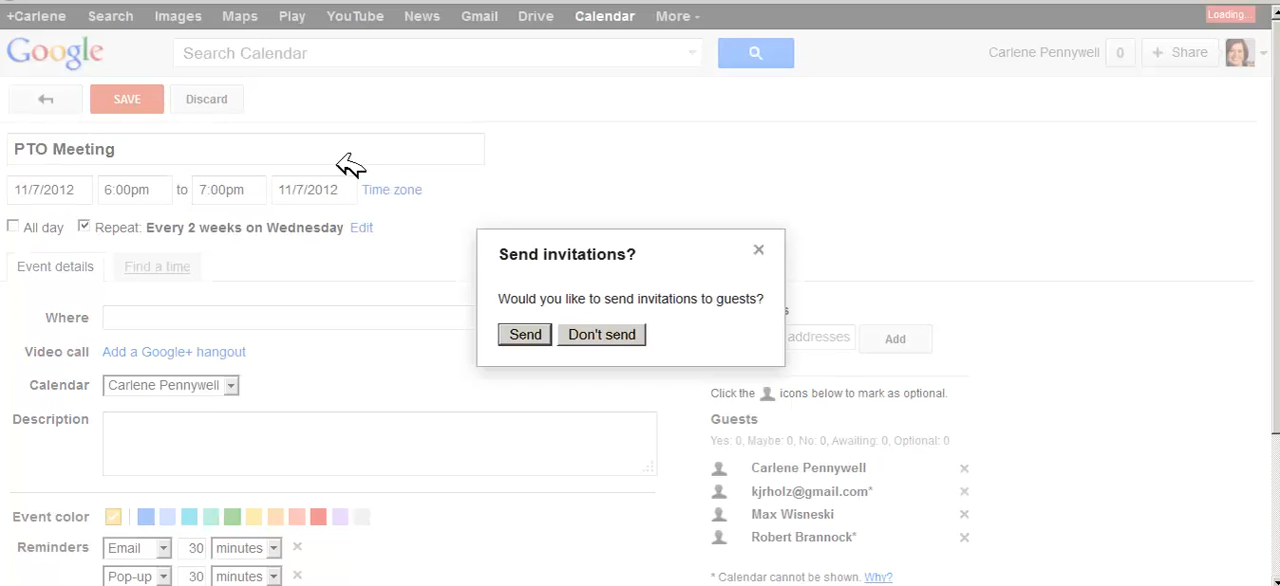 +Carlene Search Images Maps Play YouTube News Gmail Drive Calendar More
Loading...
Google Search Calendar Carlene Pennywell 0 + Share
SAVE Discard
PTO Meeting
11/7/2012 6:00pm to 7:00pm 11/7/2012 Time zone
All day Repeat: Every 2 weeks on Wednesday Edit
Event details Find a time
Send invitations?
Would you like to send invitations to guests?
Send Don't send
Where
Video call Add a Google+ hangout
Calendar Carlene Pennywell
Description
Event color
Reminders Email 30 minutes
Pop-up 30 minutes
addresses Add
Click the icons below to mark as optional.
Guests
Yes: 0, Maybe: 0, No: 0, Awaiting: 0, Optional: 0
Carlene Pennywell
kjrholz@gmail.com*
Max Wisneski
Robert Brannock*
* Calendar cannot be shown. Why?